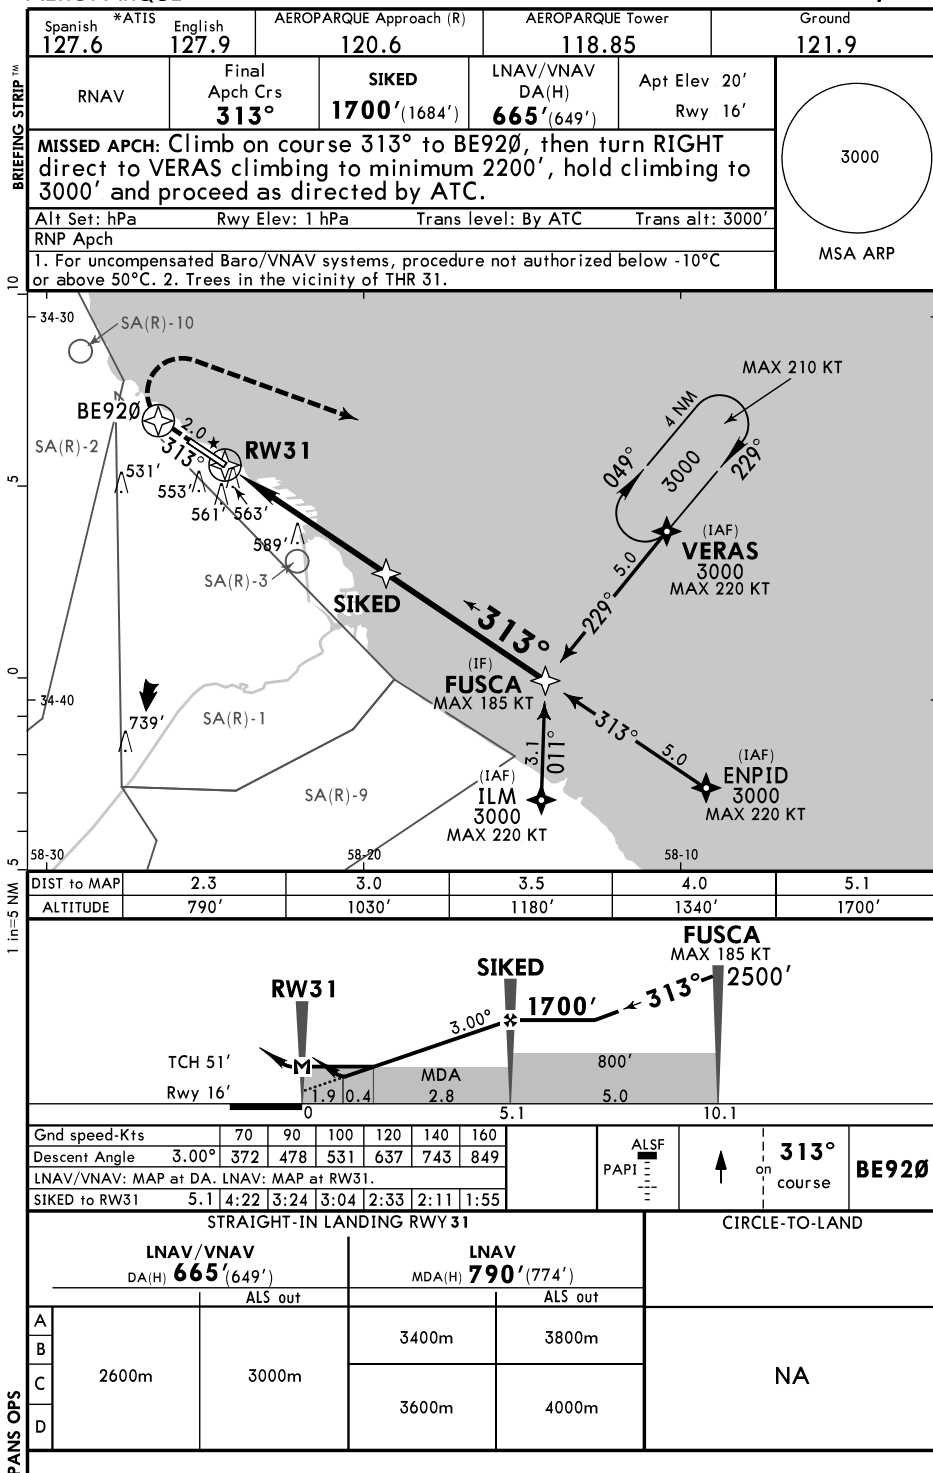 *ATIS
Spanish English
127.6 127.9
AEROPARQUE Approach (R)
120.6
AEROPARQUE Tower
118.85
Ground
121.9
BRIEFING STRIP™
RNAV
Final
Apch Crs
313°
SIKED
1700'(1684')
LNAV/VNAV
DA(H)
665'(649')
Apt Elev 20'
Rwy 16'
3000
MSA ARP
MISSED APCH: Climb on course 313° to BE92Ø, then turn RIGHT
direct to VERAS climbing to minimum 2200', hold climbing to
3000' and proceed as directed by ATC.
Alt Set: hPa Rwy Elev: 1 hPa Trans level: By ATC Trans alt: 3000'
RNP Apch
1. For uncompensated Baro/VNAV systems, procedure not authorized below -10°C
or above 50°C. 2. Trees in the vicinity of THR 31.
10
34-30
SA(R)-10
MAX 210 KT
BE92Ø
2.0
313°
RW31
SA(R)-2
4 NM
049°
3000
229°
5
531'
553'
561'
563'
589'
(IAF)
VERAS
3000
MAX 220 KT
5.0
229°
SA(R)-3
SIKED
313°
(IF)
FUSCA
MAX 185 KT
0
34-40
SA(R)-1
739'
313°
5.0
3.1
011°
(IAF)
ENPID
3000
MAX 220 KT
(IAF)
ILM
3000
MAX 220 KT
SA(R)-9
5
58-30
58-20
58-10
1 in=5 NM
DIST to MAP 2.3 3.0 3.5 4.0 5.1
ALTITUDE 790' 1030' 1180' 1340' 1700'
FUSCA
MAX 185 KT
2500'
313°
SIKED
1700'
RW31
3.00°
TCH 51'
M
MDA
800'
Rwy 16'
1.9 0.4 2.8 5.0
0 5.1 10.1
Gnd speed-Kts 70 90 100 120 140 160
Descent Angle 3.00° 372 478 531 637 743 849
LNAV/VNAV: MAP at DA. LNAV: MAP at RW31.
SIKED to RW31 5.1 4:22 3:24 3:04 2:33 2:11 1:55
ALSF
PAPI
on
313°
course
BE92Ø
STRAIGHT-IN LANDING RWY 31
CIRCLE-TO-LAND
LNAV/VNAV
DA(H) 665'(649')
LNAV
MDA(H) 790'(774')
ALS out
ALS out
A
B
C
D
2600m
3000m
3400m
3800m
3600m
4000m
NA
PANS OPS